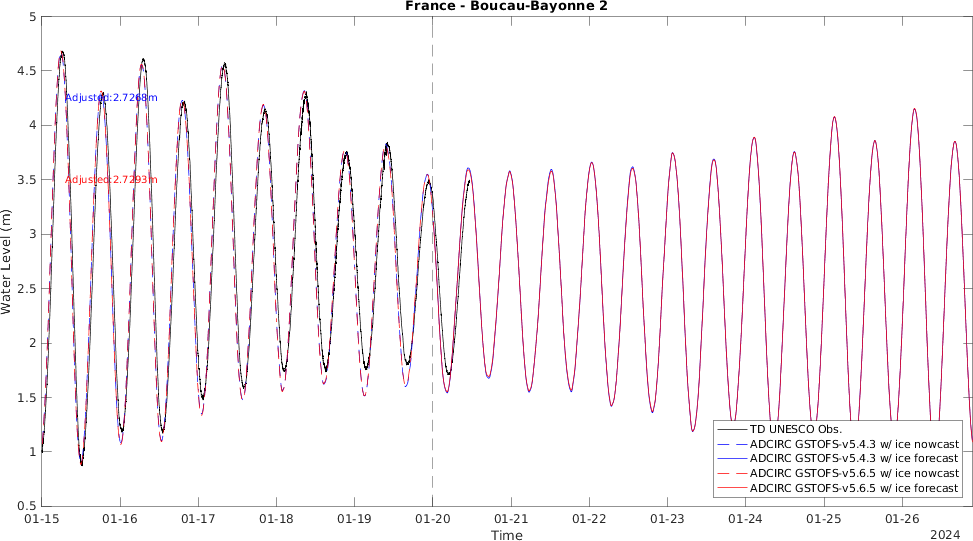 France - Boucau-Bayonne 2
5
4.5
4
3.5
3
2.5
2
1.5
1
0.5
Water Level (m)
Adjusted:2.7268m
Adjusted:2.7293m
TD UNESCO Obs.
ADCIRC GSTOFS-v5.4.3 w/ ice nowcast
ADCIRC GSTOFS-v5.4.3 w/ ice forecast
ADCIRC GSTOFS-v5.6.5 w/ ice nowcast
ADCIRC GSTOFS-v5.6.5 w/ ice forecast
01-15 01-16 01-17 01-18 01-19 01-20 01-21 01-22 01-23 01-24 01-25 01-26
Time
2024